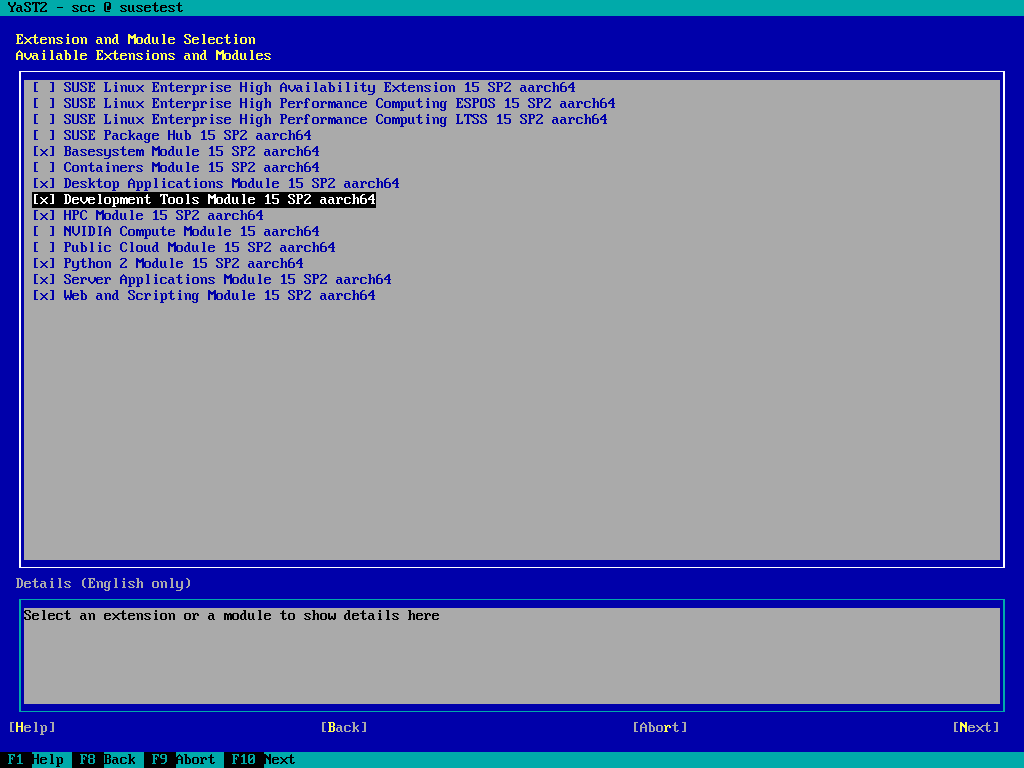 YaST2 - scc @ susetest
Extension and Module Selection
Available Extensions and Modules
[ ] SUSE Linux Enterprise High Availability Extension 15 SP2 aarch64
[ ] SUSE Linux Enterprise High Performance Computing ESPOS 15 SP2 aarch64
[ ] SUSE Linux Enterprise High Performance Computing LTSS 15 SP2 aarch64
[ ] SUSE Package Hub 15 SP2 aarch64
[x] Basesystem Module 15 SP2 aarch64
[ ] Containers Module 15 SP2 aarch64
[x] Desktop Applications Module 15 SP2 aarch64
[x] Development Tools Module 15 SP2 aarch64
[x] HPC Module 15 SP2 aarch64
[ ] NVIDIA Compute Module 15 aarch64
[ ] Public Cloud Module 15 SP2 aarch64
[x] Python 2 Module 15 SP2 aarch64
[x] Server Applications Module 15 SP2 aarch64
[x] Web and Scripting Module 15 SP2 aarch64
Details (English only)
Select an extension or a module to show details here
[Help] [Back] [Abort] [Next]
F1 Help F8 Back F9 Abort F10 Next